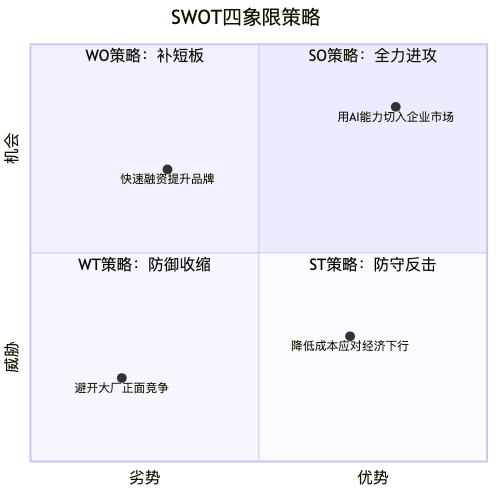 SWOT四象限策略
WO策略：补短板
SO策略：全力进攻
用AI能力切入企业市场
快速融资提升品牌
机会
WT策略：防御收缩
ST策略：防守反击
降低成本应对经济下行
避开大厂正面竞争
威胁
劣势
优势